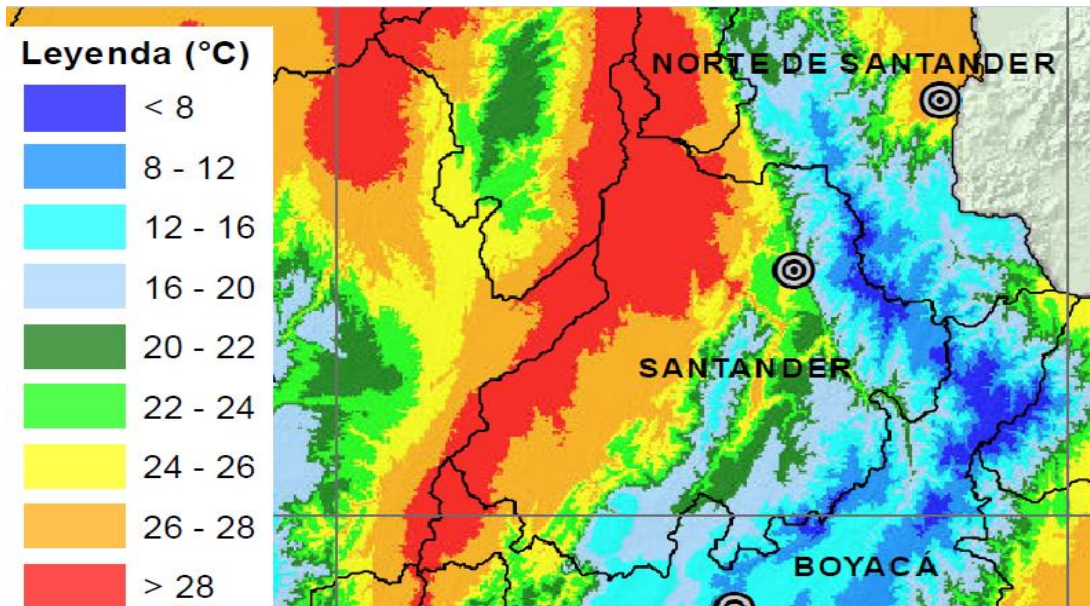 Leyenda (°C)
< 8
8 - 12
12 - 16
16 - 20
20 - 22
22 - 24
24 - 26
26 - 28
> 28
NORTE DE SANTANDER
SANTANDER
BOYACÁ